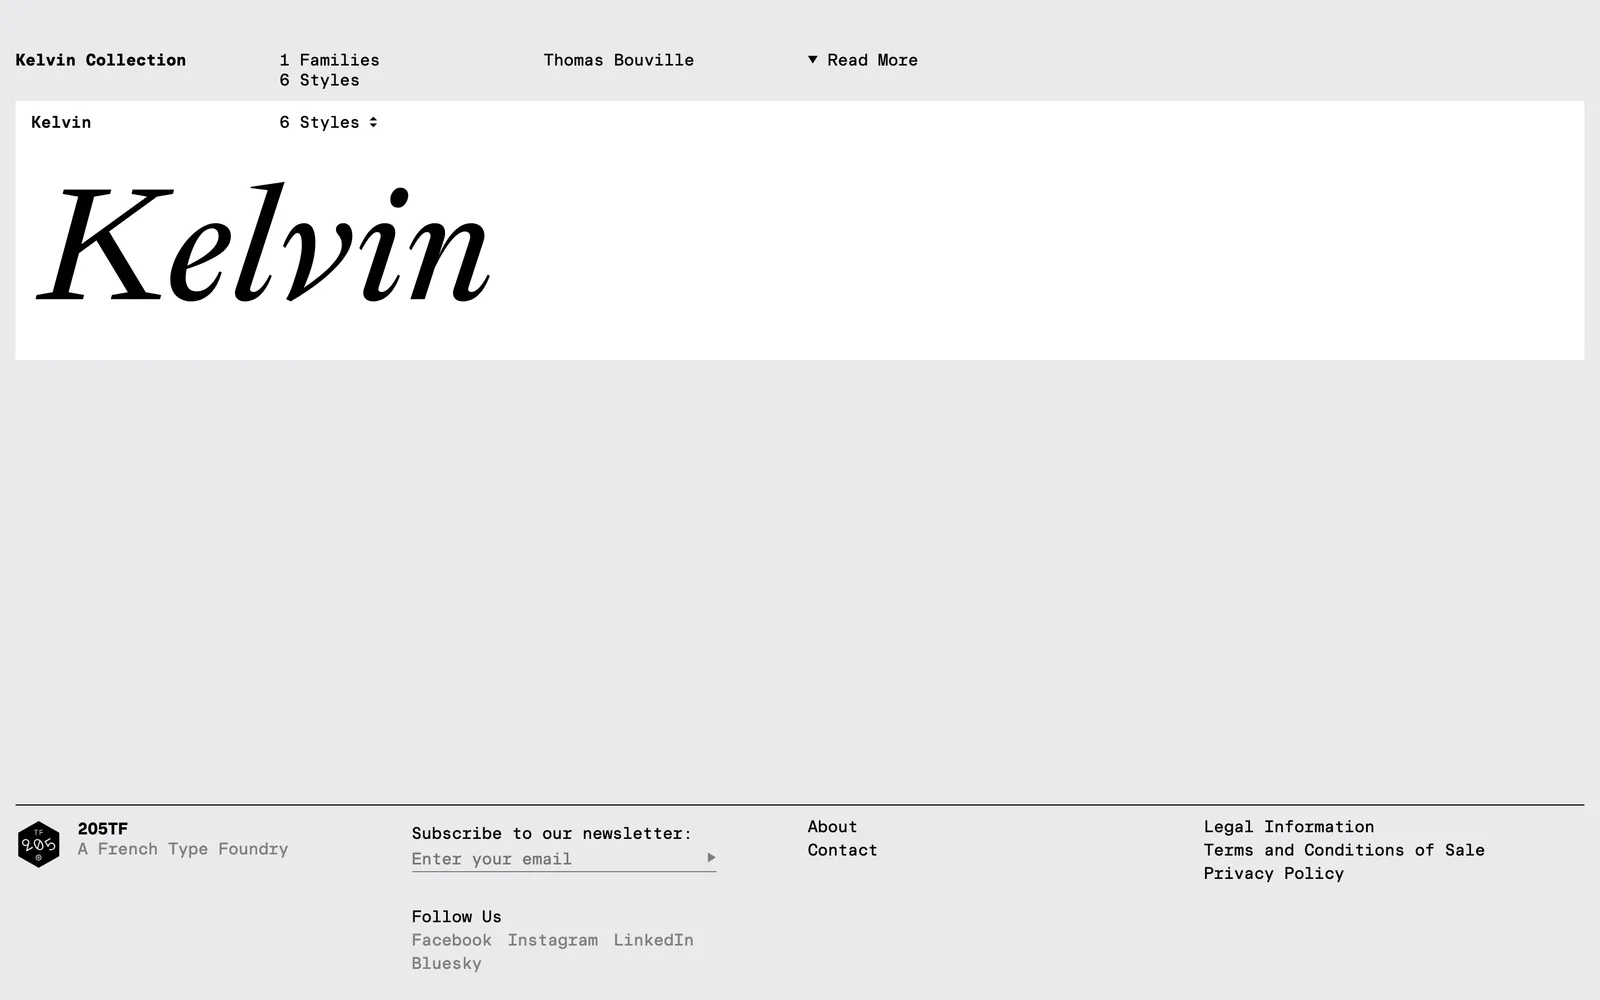 Kelvin Collection
1 Families
6 Styles
Thomas Bouville
▼ Read More
Kelvin
6 Styles
Kelvin
TF
205
205TF
A French Type Foundry
Subscribe to our newsletter:
Enter your email
Follow Us
Facebook Instagram LinkedIn
Bluesky
About
Contact
Legal Information
Terms and Conditions of Sale
Privacy Policy